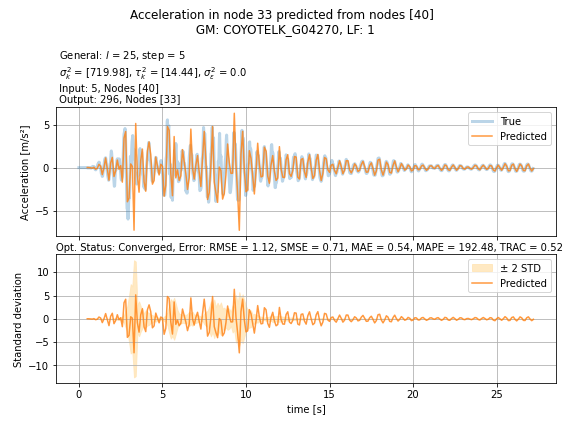 Acceleration in node 33 predicted from nodes [40]
GM: COYOTELK_G04270, LF: 1
General: l = 25, step = 5
σ²ₖ = [719.98], τ²ₖ = [14.44], σ²ε = 0.0
Input: 5, Nodes [40]
Output: 296, Nodes [33]
Acceleration [m/s²]
5
0
−5
True
Predicted
Opt. Status: Converged, Error: RMSE = 1.12, SMSE = 0.71, MAE = 0.54, MAPE = 192.48, TRAC = 0.52
Standard deviation
10
5
0
−5
−10
± 2 STD
Predicted
0 5 10 15 20 25
time [s]